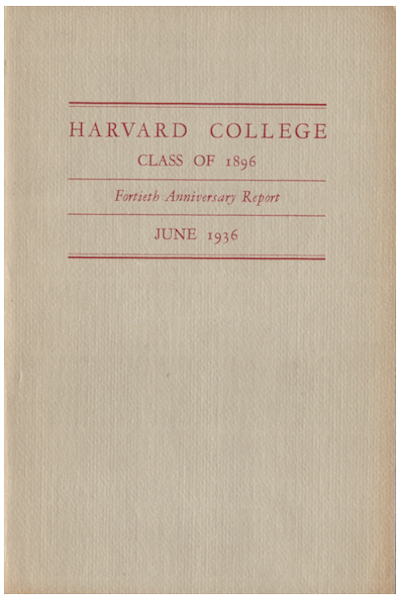 HARVARD COLLEGE
CLASS OF 1896
Fortieth Anniversary Report
JUNE 1936